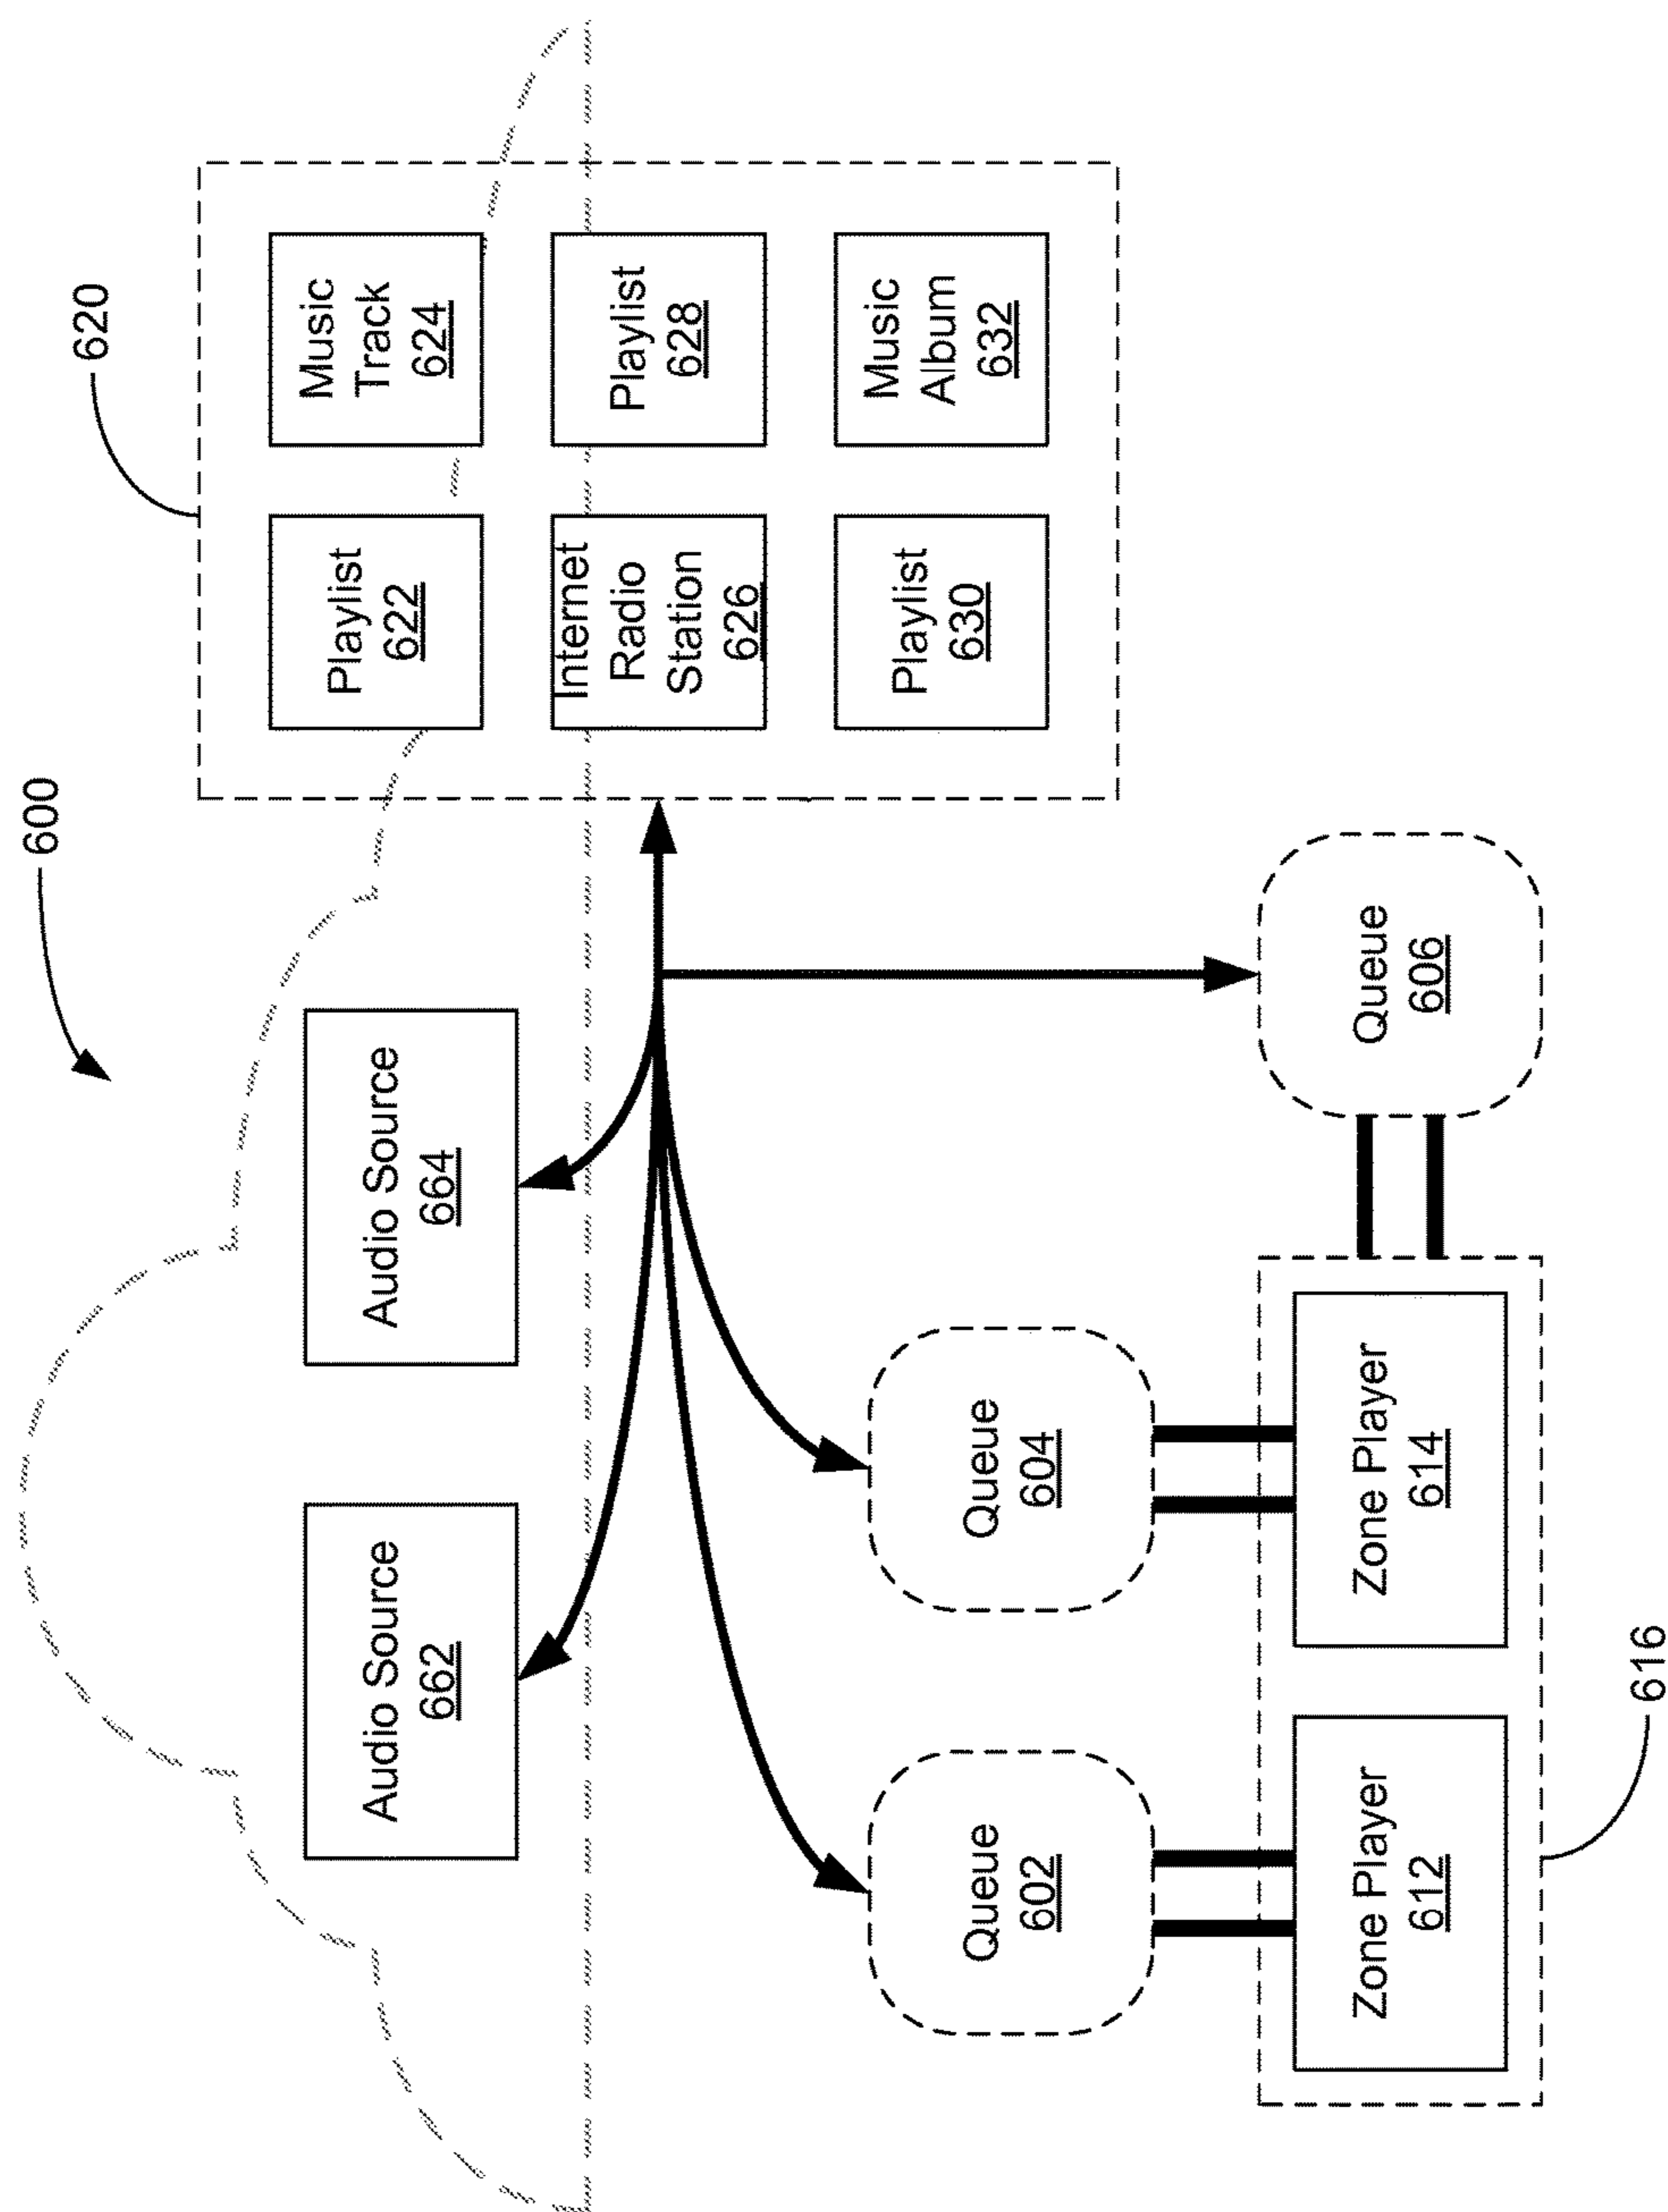 600
620
Audio Source
662
Audio Source
664
Playlist
622
Music
Track
624
Internet
Radio
Station
626
Playlist
628
Playlist
630
Music
Album
632
Queue
602
Queue
604
Queue
606
Zone Player
612
Zone Player
614
616